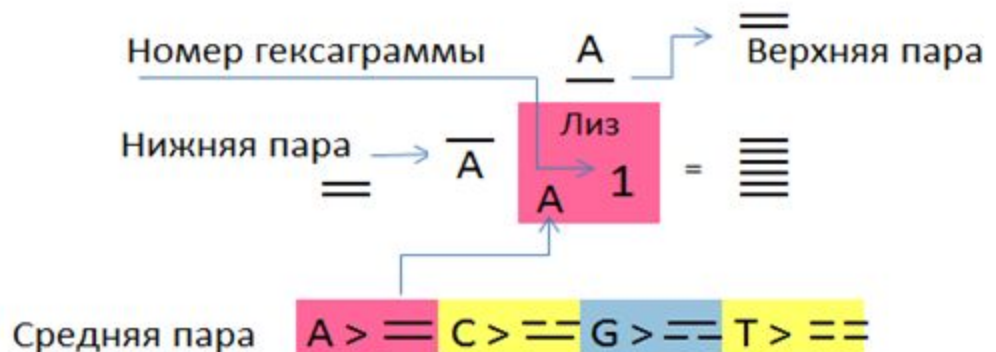 Номер гексаграммы
A
Верхняя пара
Нижняя пара
A
Лиз
A 1
=
Средняя пара
A > C > G > T >